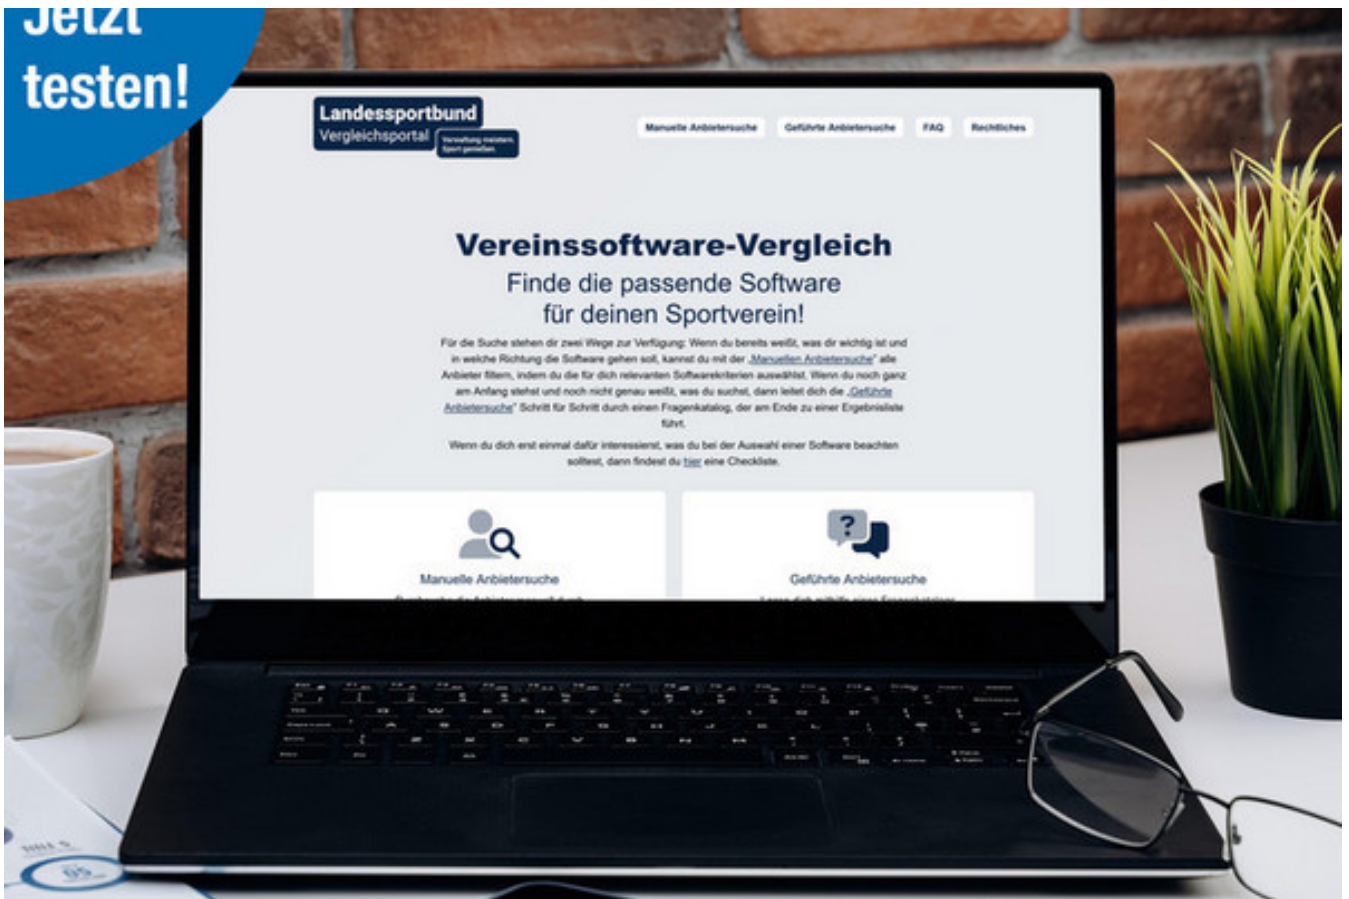 Jetzt
testen!
Landessportbund
Vergleichsportal
Verwaltung meistern.
Sport genießen.
Manuelle Anbietersuche
Geführte Anbietersuche
FAQ
Rechtliches
Vereinssoftware-Vergleich
Finde die passende Software
für deinen Sportverein!
Für die Suche stehen dir zwei Wege zur Verfügung: Wenn du bereits weißt, was dir wichtig ist und
in welche Richtung die Software gehen soll, kannst du mit der „Manuellen Anbietersuche“ alle
Anbieter filtern, indem du die für dich relevanten Softwarekriterien auswählst. Wenn du noch ganz
am Anfang stehst und noch nicht genau weißt, was du suchst, dann leitet dich die „Geführte
Anbietersuche“ Schritt für Schritt durch einen Fragenkatalog, der am Ende zu einer Ergebnisliste
führt.
Wenn du dich erst einmal dafür interessierst, was du bei der Auswahl einer Software beachten
solltest, dann findest du hier eine Checkliste.
Manuelle Anbietersuche
Geführte Anbietersuche